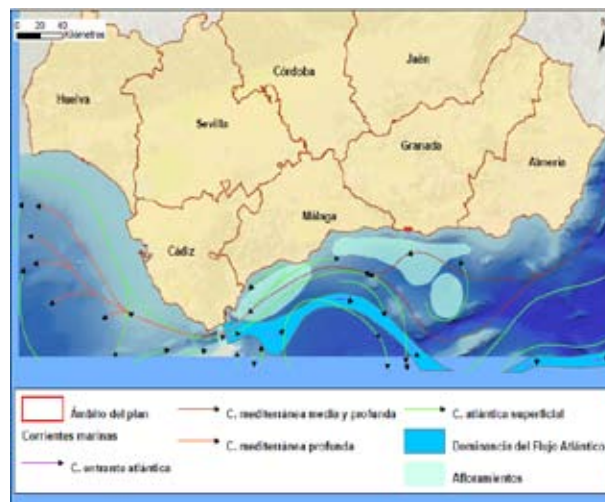 0 20 40
Kilómetros
Jaén
Córdoba
Huelva
Sevilla
Granada
Almería
Málaga
Cádiz
Ámbito del plan
C. mediterránea media y profunda
C. atlántica superficial
Corrientes marinas
C. mediterránea profunda
Dominancia del Flujo Atlántico
C. entrante atlántica
Afloramientos